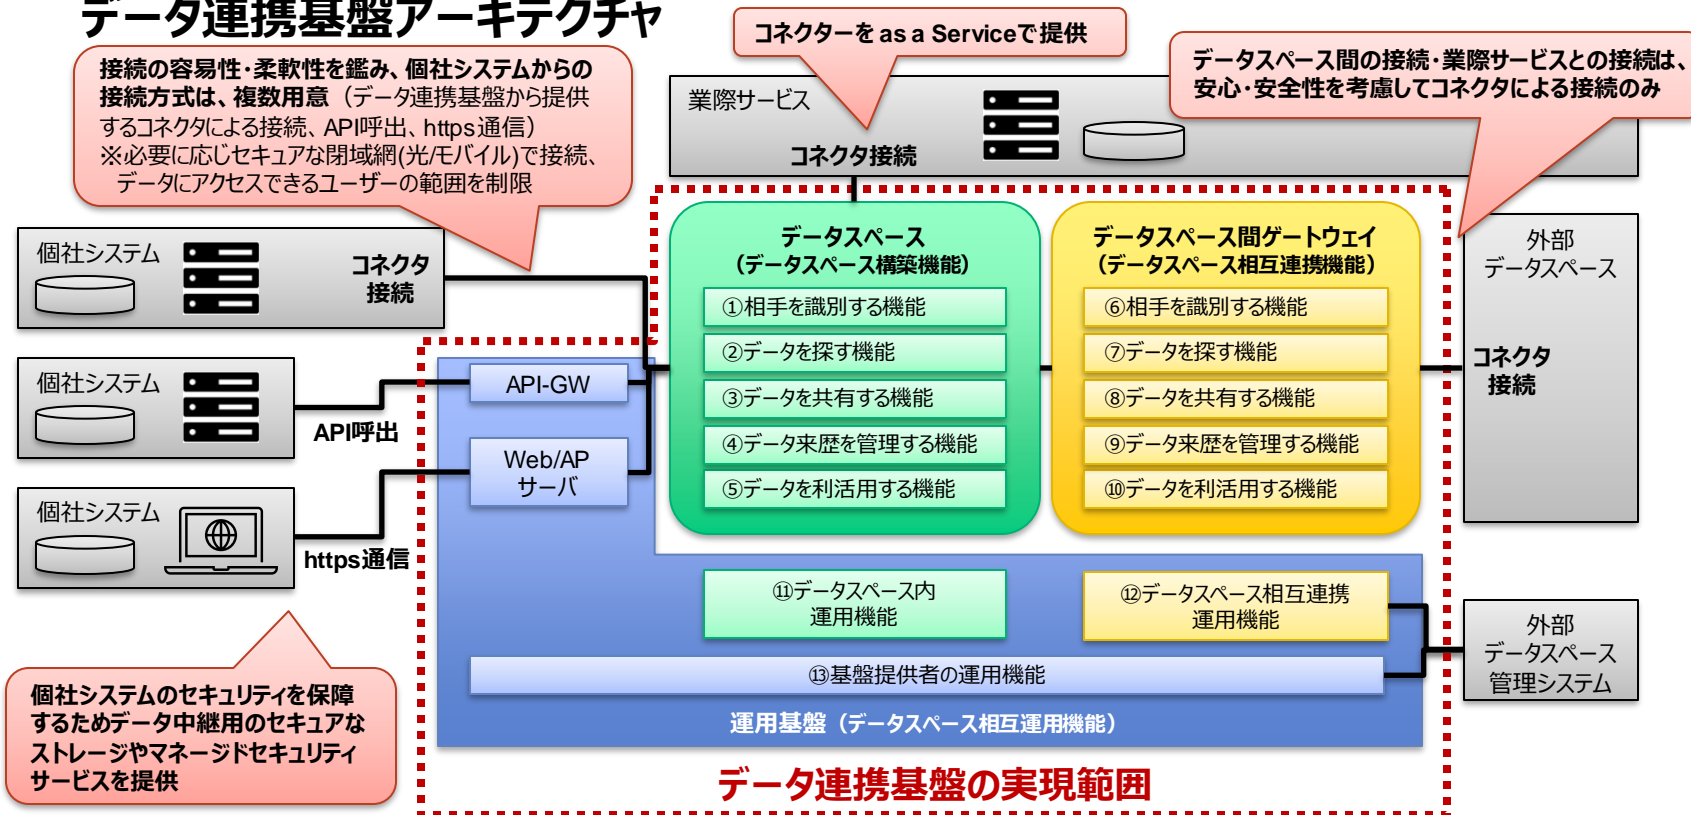 データ連携基盤アーキテクチャ
コネクターをas a Serviceで提供
接続の容易性・柔軟性を鑑み、個社システムからの
接続方式は、複数用意（データ連携基盤から提供
するコネクタによる接続、API呼出、https通信）
※必要に応じセキュアな閉域網(光/モバイル)で接続、
データにアクセスできるユーザーの範囲を制限
データスペース間の接続・業際サービスとの接続は、
安心・安全性を考慮してコネクタによる接続のみ
業際サービス
コネクタ接続
個社システム
コネクタ
接続
個社システム
API呼出
個社システム
https通信
API-GW
Web/AP
サーバ
データスペース
（データスペース構築機能）
①相手を識別する機能
②データを探す機能
③データを共有する機能
④データ来歴を管理する機能
⑤データを利活用する機能
データスペース間ゲートウェイ
（データスペース相互連携機能）
⑥相手を識別する機能
⑦データを探す機能
⑧データを共有する機能
⑨データ来歴を管理する機能
⑩データを利活用する機能
外部
データスペース
コネクタ
接続
⑪データスペース内
運用機能
⑫データスペース相互連携
運用機能
⑬基盤提供者の運用機能
運用基盤（データスペース相互運用機能）
外部
データスペース
管理システム
個社システムのセキュリティを保障
するためデータ中継用のセキュアな
ストレージやマネージドセキュリティ
サービスを提供
データ連携基盤の実現範囲